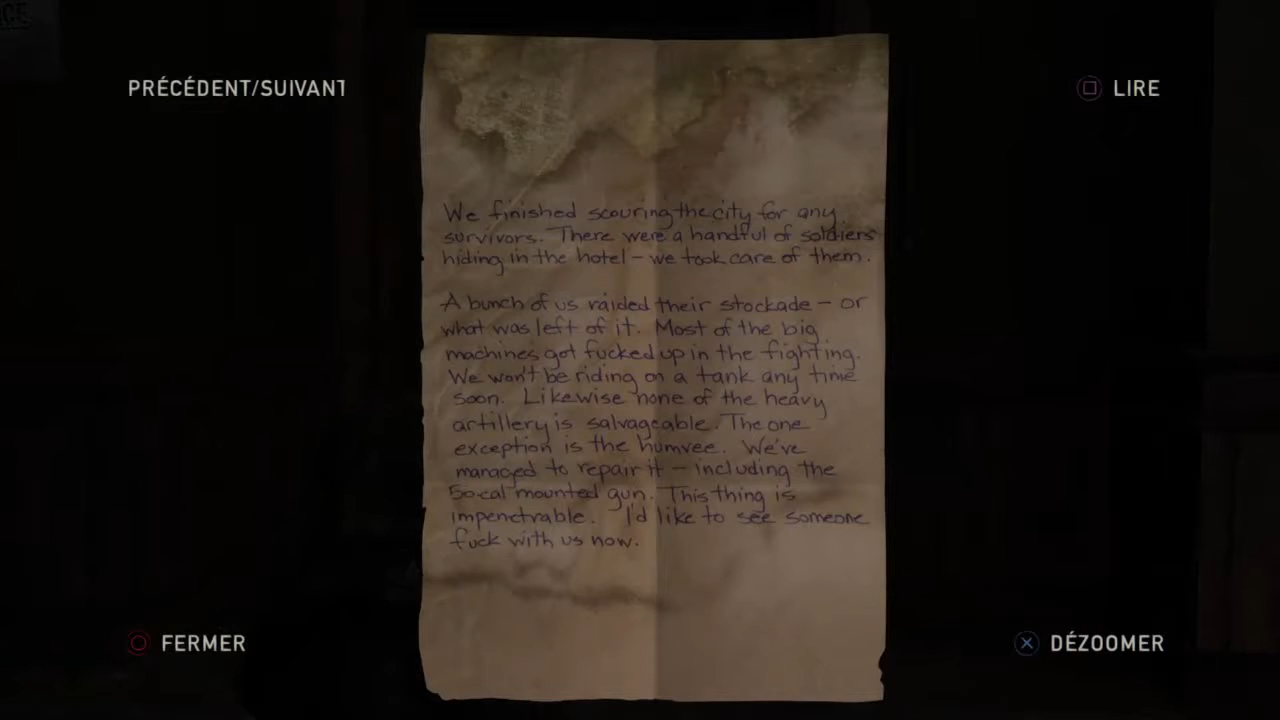 PRÉCÉDENT/SUIVANT
LIRE
We finished scouring the city for any
survivors. There were a handful of soldiers
hiding in the hotel - we took care of them.
A bunch of us raided their stockade - or
what was left of it. Most of the big
machines got fucked up in the fighting.
We won't be riding on a tank any time
soon. Likewise none of the heavy
artillery is salvageable. The one
exception is the humvee. We've
managed to repair it - including the
50cal mounted gun. This thing is
impenetrable. I'd like to see someone
fuck with us now.
FERMER
DÉZOOMER